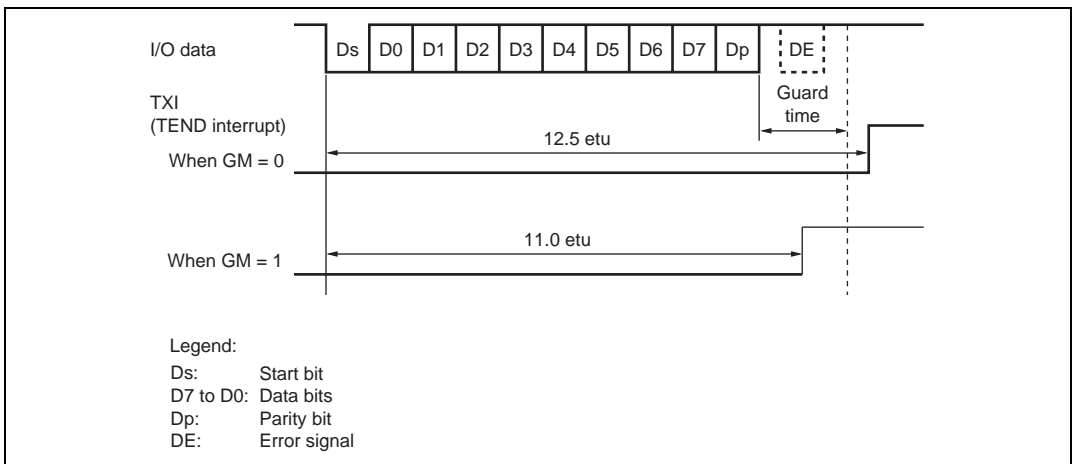 I/O data
Ds D0 D1 D2 D3 D4 D5 D6 D7 Dp DE
Guard
time
TXI
(TEND interrupt)
12.5 etu
When GM = 0
11.0 etu
When GM = 1
Legend:
Ds: Start bit
D7 to D0: Data bits
Dp: Parity bit
DE: Error signal